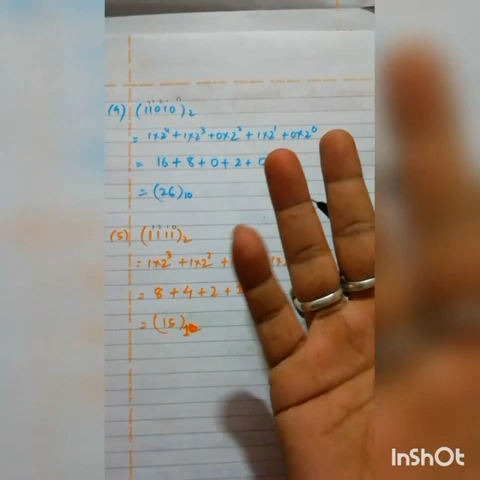 (4) (11010)₂
= 1×2⁴ + 1×2³ + 0×2² + 1×2¹ + 0×2⁰
= 16 + 8 + 0 + 2 + 0
= (26)₁₀
(5) (1111)₂
= 1×2³ + 1×2² +
= 8 + 4 + 2 +
= (15)₁₀
InShOt